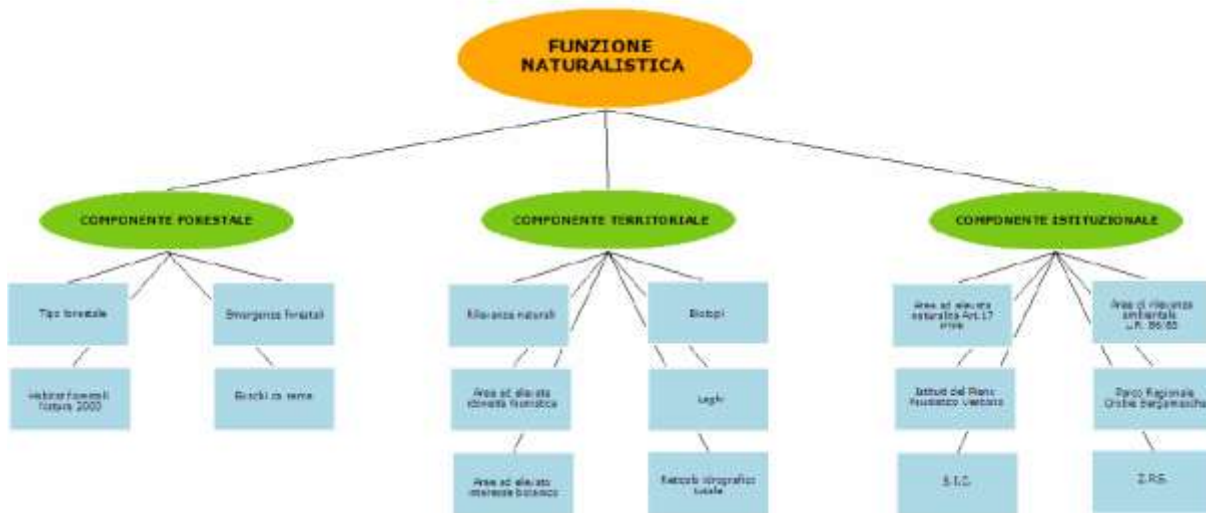 FUNZIONE
NATURALISTICA
COMPONENTE FORESTALE
COMPONENTE TERRITORIALE
COMPONENTE ISTITUZIONALE
Tipo forestale
Emergenze forestali
Rilevanze naturali
Biotopi
Aree ad elevata
naturalità Art.17
Aree di rilevanza
ambientale
L.R. 86/83
Habitat forestali
Natura 2000
Boschi da seme
Aree ad elevata
idoneità faunistica
Laghi
Istituti del Piano
Faunistico Venatorio
Parco Regionale
Orobie Bergamasche
Aree ad elevato
interesse botanico
Reticolo idrografico
S.I.C.
Z.P.S.